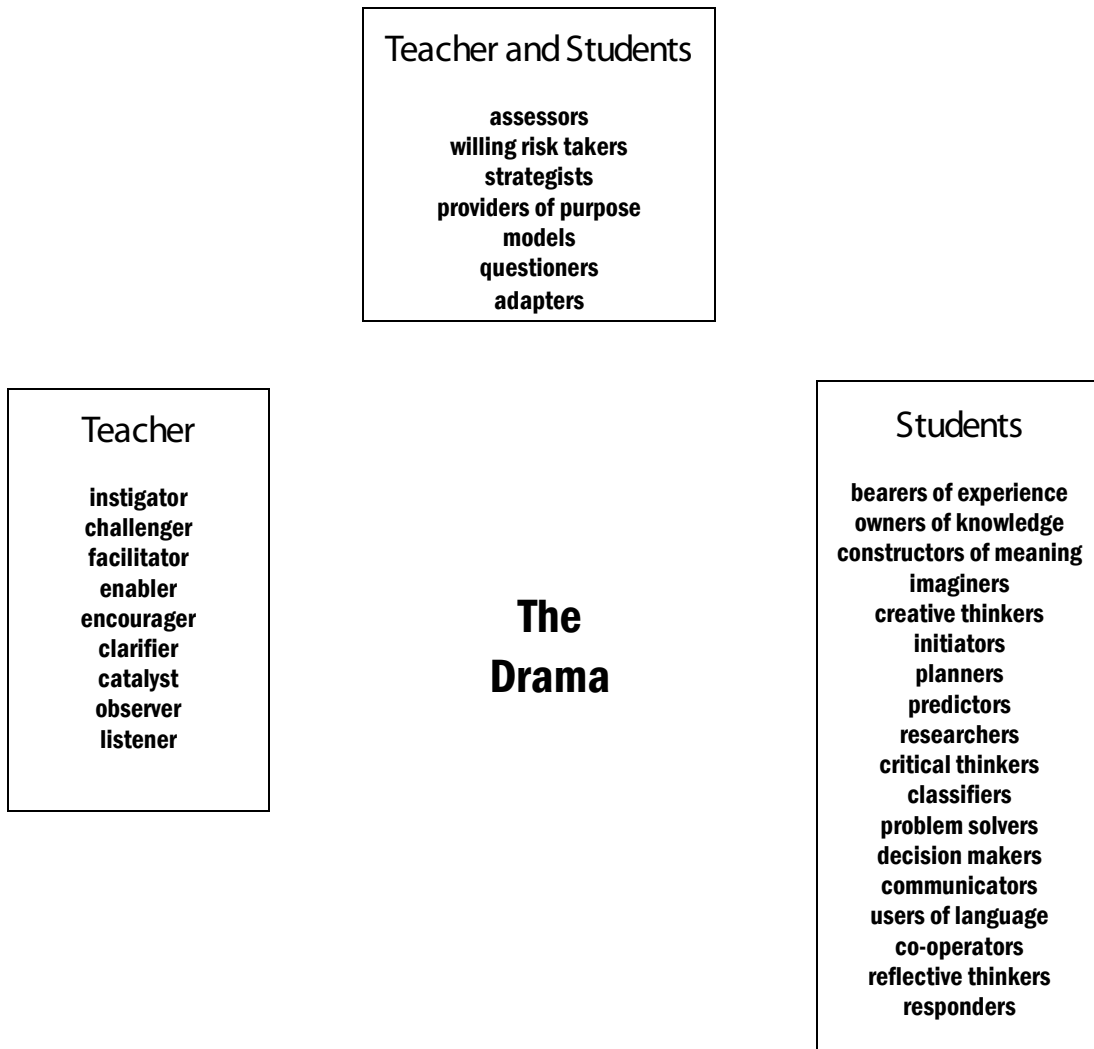 Teacher and Students
assessors
willing risk takers
strategists
providers of purpose
models
questioners
adapters
Teacher
instigator
challenger
facilitator
enabler
encourager
clarifier
catalyst
observer
listener
The
Drama
Students
bearers of experience
owners of knowledge
constructors of meaning
imaginers
creative thinkers
initiators
planners
predictors
researchers
critical thinkers
classifiers
problem solvers
decision makers
communicators
users of language
co-operators
reflective thinkers
responders